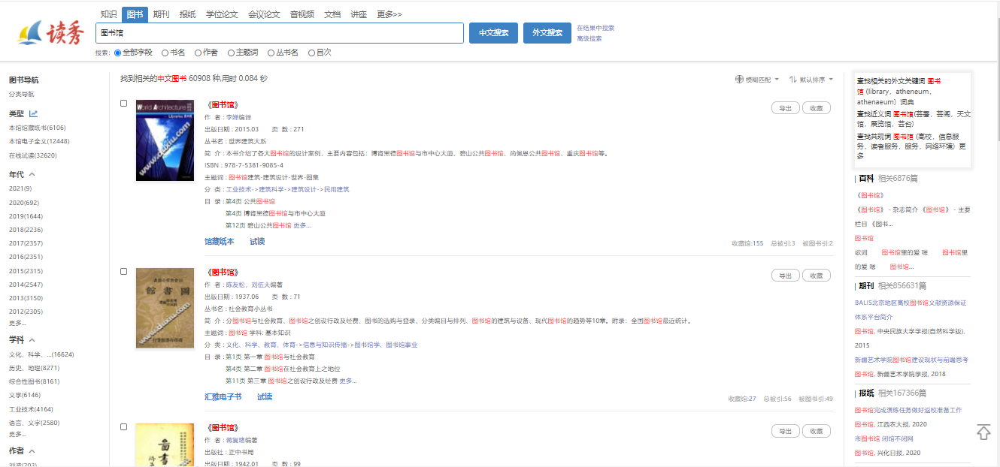 知识 图书 期刊 报纸 学位论文 会议论文 音视频 文档 讲座 更多>>
读秀
图书馆 中文搜索 外文搜索 在结果中搜索
高级搜索
搜索: 全部字段 书名 作者 主题词 丛书名 目次
图书导航
分类导航
类型
本馆馆藏纸书(6106)
本馆电子全文(12448)
在线试读(32620)
年代
2021(9)
2020(692)
2019(1644)
2018(2236)
2017(2357)
2016(2351)
2015(2315)
2014(2547)
2013(3150)
2012(2305)
更多...
学科
文化、科学、...(16624)
历史、地理(8271)
综合性图书(8161)
文学(6146)
工业技术(4164)
语言、文字(2580)
更多...
作者
刘波(203)
找到相关的中文图书 60908 种,用时 0.084 秒 模糊匹配 默认排序
World Architecture
Libraries
www.duxiu.com
《图书馆》 导出 收藏
作 者 : 李婵编译
出版日期 : 2015.03 页 数 : 271
丛书名 : 世界建筑大系
简 介 : 本书介绍了各大图书馆的设计案例，主要内容包括：博肯黑德图书馆与市中心大厦、碧山公共图书馆、尚佩恩公共图书馆、重庆图书馆等。
ISBN : 978-7-5381-9085-4
主题词 : 图书馆建筑-建筑设计-世界-图集
分 类 : 工业技术->建筑科学->建筑设计->民用建筑
目 录 : 第4页 公共图书馆
第4页 博肯黑德图书馆与市中心大厦
第12页 碧山公共图书馆 更多...
馆藏纸本 试读
收藏馆:155 总被引:3 被图书引:2
圖書館
www.duxiu.com
《图书馆》 导出 收藏
作 者 : 陈友松，刘伍夫编著
出版日期 : 1937.06 页 数 : 71
丛书名 : 社会教育小丛书
简 介 : 分图书馆与社会教育、图书馆之创设行政及经费、图书的选购与登录、分类编目与排列、图书馆的建筑与设备、现代图书馆的趋势等10章。附录：全国图书馆最近统计。
主题词 : 图书馆 学科: 基本知识
分 类 : 文化、科学、教育、体育->信息与知识传播->图书馆学、图书馆事业
目 录 : 第1页 第一章 图书馆与社会教育
第4页 第二章 图书馆在社会教育上之地位
第11页 第三章 图书馆之创设行政及经费 更多...
汇雅电子书 试读
收藏馆:27 总被引:56 被图书引:49
圖書
《图书馆》 导出 收藏
作 者 : 蒋复璁编著
出版社 : 正中书局
出版日期 : 1942.01 页 数 : 99
查找相关的外文关键词 图书
馆 (library，atheneum，
athenaeum) 词典
查找近义词 图书馆(芸署，芸阁，天文
馆，展览馆，芸台)
查找共现词 图书馆 (高校，信息服
务，读者服务，服务，网络环境) 更
多
百科 相关6876篇
《图书馆》
《图书馆》 - 杂志简介 《图书馆》 - 主要
栏目 《图书...
图书馆
歌词 图书馆里的爱 嗯 图书馆里
的爱 嗯 图书馆...
期刊 相关856631篇
BALIS北京地区高校图书馆文献资源保证
体系平台简介
图书馆, 中央民族大学学报(自然科学版),
2015
新疆艺术学院图书馆建设现状与前瞻思考
图书馆, 新疆艺术学院学报, 2018
报纸 相关167366篇
图书馆完成演练任务做好返校准备工作
图书馆, 江西农大报, 2020
市图书馆 闭馆不闭网
图书馆, 兴化日报, 2020